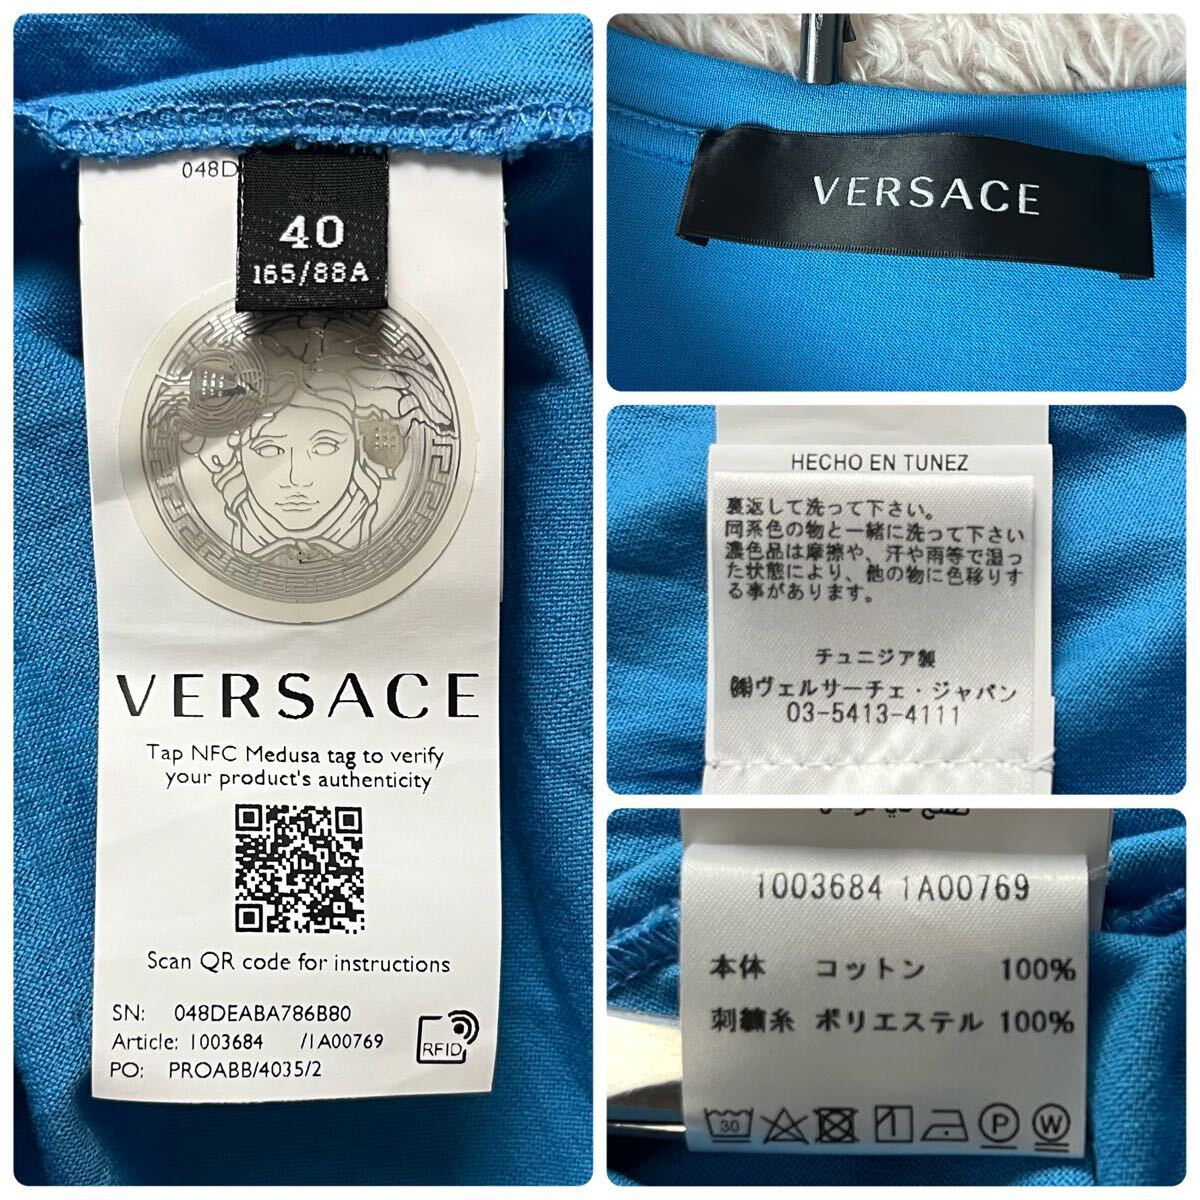 048D
40
165/88A
VERSACE
Tap NFC Medusa tag to verify
your product's authenticity
Scan QR code for instructions
SN: 048DEABA786B80
Article: 1003684 /1A00769
PO: PROABB/4035/2
RFID
VERSACE
HECHO EN TUNEZ
裏返して洗って下さい。
同系色の物と一緒に洗って下さい
濃色品は摩擦や、汗や雨等で湿っ
た状態により、他の物に色移りす
る事があります。
チュニジア製
㈱ヴェルサーチェ・ジャパン
03-5413-4111
1003684 1A00769
本体 コットン 100%
刺繍糸 ポリエステル 100%
30
P
W